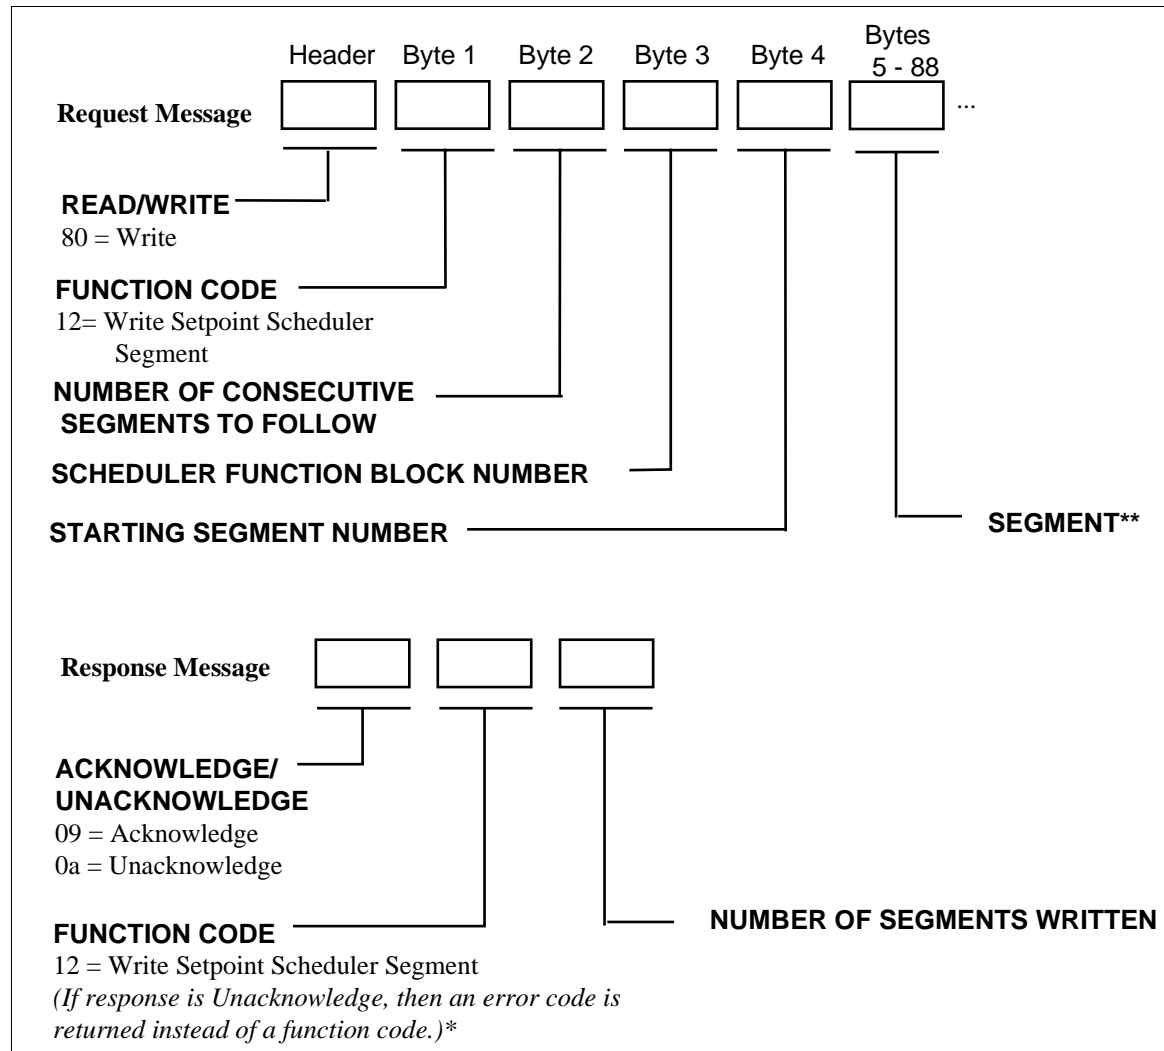 Header Byte 1 Byte 2 Byte 3 Byte 4 Bytes
5 - 88
Request Message ...
READ/WRITE
80 = Write
FUNCTION CODE
12= Write Setpoint Scheduler
Segment
NUMBER OF CONSECUTIVE
SEGMENTS TO FOLLOW
SCHEDULER FUNCTION BLOCK NUMBER
STARTING SEGMENT NUMBER
SEGMENT**
Response Message
ACKNOWLEDGE/
UNACKNOWLEDGE
09 = Acknowledge
0a = Unacknowledge
NUMBER OF SEGMENTS WRITTEN
FUNCTION CODE
12 = Write Setpoint Scheduler Segment
(If response is Unacknowledge, then an error code is
returned instead of a function code.)*